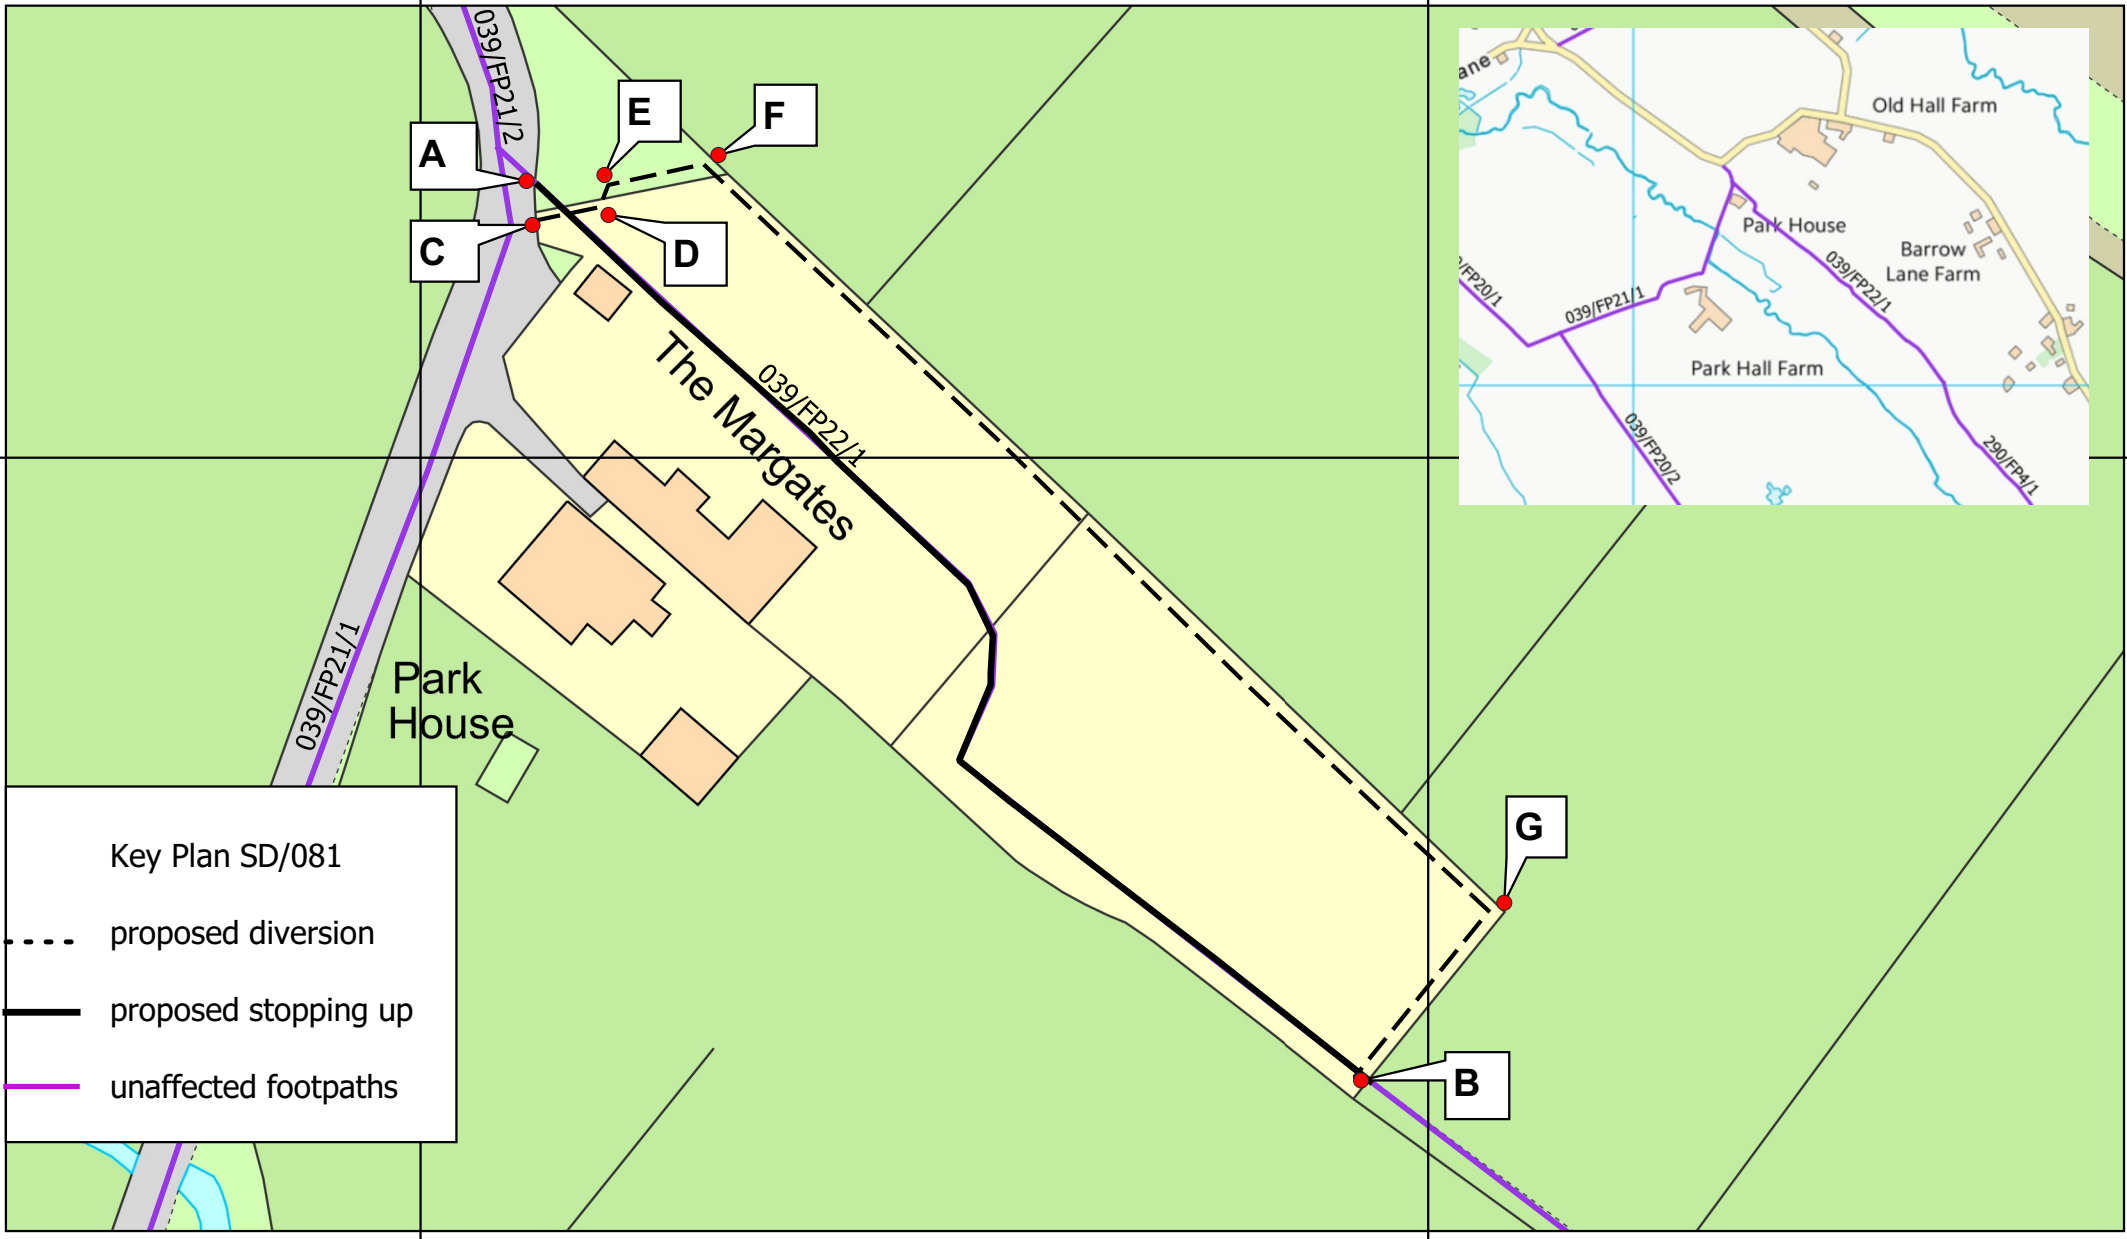 039/FP21/2
E
F
A
C
D
The Margates
039/FP22/1
039/FP21/1
Park
House
G
B
Key Plan SD/081
proposed diversion
proposed stopping up
unaffected footpaths
ane
Old Hall Farm
Park House
Barrow
Lane Farm
/FP20/1
039/FP21/1
039/FP22/1
Park Hall Farm
039/FP20/2
290/FP4/1